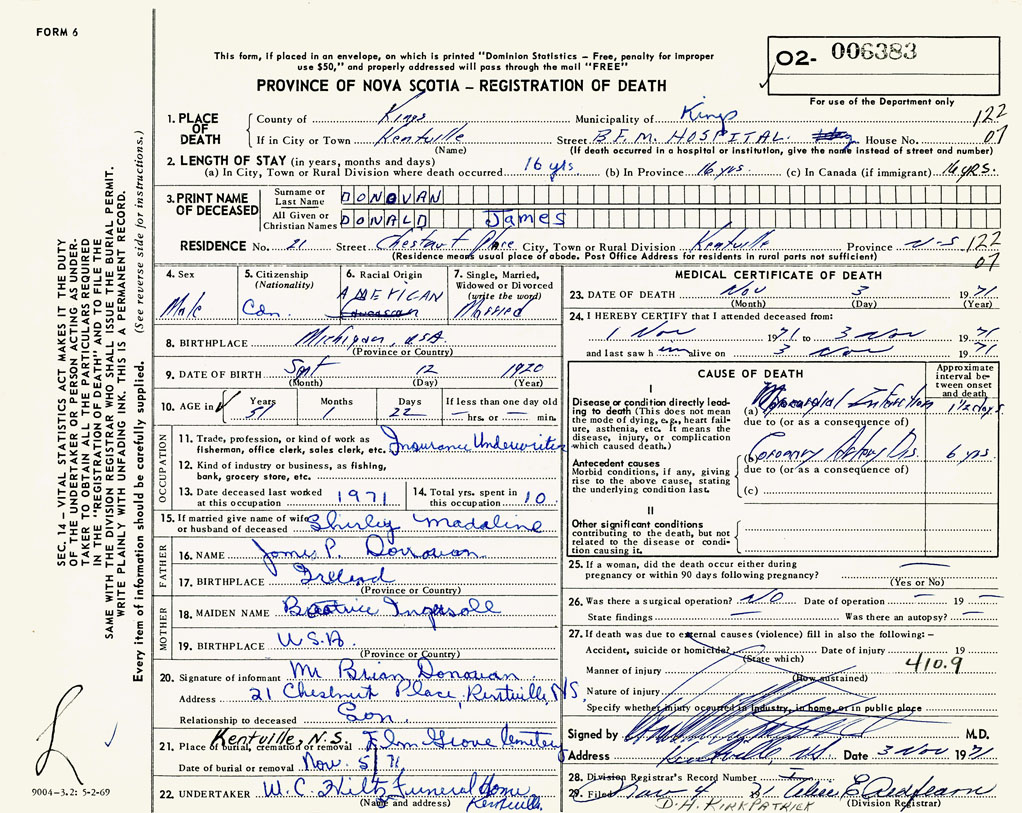 FORM 6
This form, if placed in an envelope, on which is printed "Dominion Statistics – Free, penalty for improper
use $50," and properly addressed will pass through the mail "FREE"
PROVINCE OF NOVA SCOTIA – REGISTRATION OF DEATH
02- 006383
For use of the Department only
1. PLACE OF DEATH
County of Kings Municipality of Kings 122
If in City or Town Kentville Street B.F.M. HOSPITAL House No. 07
(Name) (If death occurred in a hospital or institution, give the name instead of street and number)
2. LENGTH OF STAY (in years, months and days)
(a) In City, Town or Rural Division where death occurred 16 yrs (b) In Province 16 yrs. (c) In Canada (if immigrant) 16 YRS.
3. PRINT NAME OF DECEASED
Surname or Last Name DONOVAN
All Given or Christian Names DONALD James
RESIDENCE No. 21 Street Chestnut Place City, Town or Rural Division Kentville Province N.S. 122
(Residence means usual place of abode. Post Office Address for residents in rural parts not sufficient) 07
4. Sex
Male
5. Citizenship
(Nationality)
Cdn.
6. Racial Origin
AMERICAN
7. Single, Married,
Widowed or Divorced
(write the word)
Married
8. BIRTHPLACE Michigan, USA
(Province or Country)
9. DATE OF BIRTH Sept 12 1920
(Month) (Day) (Year)
10. AGE in Years Months Days If less than one day old
51 1 22 hrs. or min.
OCCUPATION
11. Trade, profession, or kind of work as
fisherman, office clerk, sales clerk, etc. Insurance Underwriter
12. Kind of industry or business, as fishing,
bank, grocery store, etc.
13. Date deceased last worked
at this occupation 1971
14. Total yrs. spent in
this occupation 10
15. If married give name of wife
or husband of deceased Shirley Madaline
FATHER
16. NAME James P. Donovan
17. BIRTHPLACE Ireland
(Province or Country)
MOTHER
18. MAIDEN NAME Beatrice Ingersoll
19. BIRTHPLACE U.S.A.
(Province or Country)
20. Signature of informant Mr Brian Donovan
Address 21 Chestnut Place, Kentville, NS
Relationship to deceased Son
21. Place of burial, cremation or removal Kentville, N.S. Elm Grove Cemetery
Date of burial or removal Nov. 5/71
22. UNDERTAKER W.C. Hiltz Funeral Home
(Name and address) Kentville
MEDICAL CERTIFICATE OF DEATH
23. DATE OF DEATH Nov 3 1971
(Month) (Day) (Year)
24. I HEREBY CERTIFY that I attended deceased from:
1 Nov 1971 to 3 Nov 1971
and last saw him alive on 3 Nov 1971
CAUSE OF DEATH
Approximate
interval be-
tween onset
and death
I
Disease or condition directly lead-
ing to death (This does not mean
the mode of dying, e.g., heart fail-
ure, asthenia, etc. It means the
disease, injury, or complication
which caused death.)
(a) Myocardial Infarction 1½ days
due to (or as a consequence of)
(b) Coronary Artery Dis. 6 yrs.
due to (or as a consequence of)
Antecedent causes
Morbid conditions, if any, giving
rise to the above cause, stating
the underlying condition last.
(c)
II
Other significant conditions
contributing to the death, but not
related to the disease or condi-
tion causing it.
25. If a woman, did the death occur either during
pregnancy or within 90 days following pregnancy?
(Yes or No)
26. Was there a surgical operation? NO Date of operation — 19 —
State findings — Was there an autopsy? —
27. If death was due to external causes (violence) fill in also the following:–
Accident, suicide or homicide? Date of injury 19
(State which) 410.9
Manner of injury
(How sustained)
Nature of injury
Specify whether injury occurred in industry, in home, or in public place
Signed by M.D.
Address Kentville, NS Date 3 Nov 1971
28. Division Registrar's Record Number
29. Filed Nov 4 1971
D.H. KIRKPATRICK (Division Registrar)
SEC. 14 – VITAL STATISTICS ACT MAKES IT THE DUTY
OF THE UNDERTAKER OR PERSON ACTING AS UNDER-
TAKER TO OBTAIN ALL THE PARTICULARS REQUIRED
IN THE "REGISTRATION OF DEATH" AND TO FILE THE
SAME WITH THE DIVISION REGISTRAR WHO SHALL ISSUE THE BURIAL PERMIT.
WRITE PLAINLY WITH UNFADING INK. THIS IS A PERMANENT RECORD.
Every item of information should be carefully supplied. (See reverse side for instructions.)
9004-3.2: 5-2-69